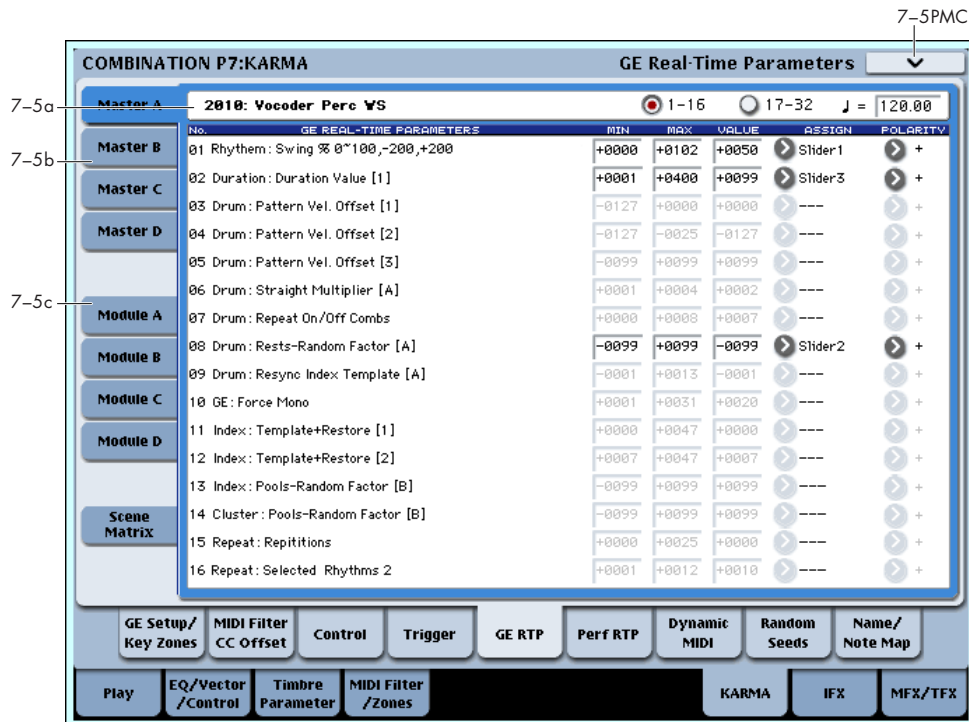 7–5PMC
COMBINATION P7:KARMA GE Real-Time Parameters
7–5a
Master A 2010: Vocoder Perc WS 1-16 17-32 ♩ = 120.00
No. GE REAL-TIME PARAMETERS MIN MAX VALUE ASSIGN POLARITY
7–5b
Master B
01 Rhythem: Swing % 0~100,-200,+200 +0000 +0102 +0050 Slider1 +
Master C
02 Duration: Duration Value [1] +0001 +0400 +0099 Slider3 +
03 Drum: Pattern Vel. Offset [1] -0127 +0000 +0000 --- +
Master D
04 Drum: Pattern Vel. Offset [2] -0127 -0025 -0127 --- +
05 Drum: Pattern Vel. Offset [3] -0099 +0099 +0099 --- +
7–5c
06 Drum: Straight Multiplier [A] +0001 +0004 +0002 --- +
Module A
07 Drum: Repeat On/Off Combs +0000 +0008 +0007 --- +
Module B
08 Drum: Rests-Random Factor [A] -0099 +0099 -0099 Slider2 +
09 Drum: Resync Index Template [A] -0001 +0013 -0001 --- +
Module C
10 GE: Force Mono +0001 +0031 +0020 --- +
Module D
11 Index: Template+Restore [1] +0000 +0047 +0000 --- +
12 Index: Template+Restore [2] +0007 +0047 +0007 --- +
13 Index: Pools-Random Factor [B] -0099 +0099 +0099 --- +
Scene
Matrix
14 Cluster: Pools-Random Factor [B] -0099 +0099 +0099 --- +
15 Repeat: Repititions +0000 +0025 +0000 --- +
16 Repeat: Selected Rhythms 2 +0001 +0012 +0010 --- +
GE Setup/ MIDI Filter Control Trigger GE RTP Perf RTP Dynamic Random Name/
Key Zones CC Offset MIDI Seeds Note Map
Play EQ/Vector Timbre MIDI Filter KARMA IFX MFX/TFX
/Control Parameter /Zones